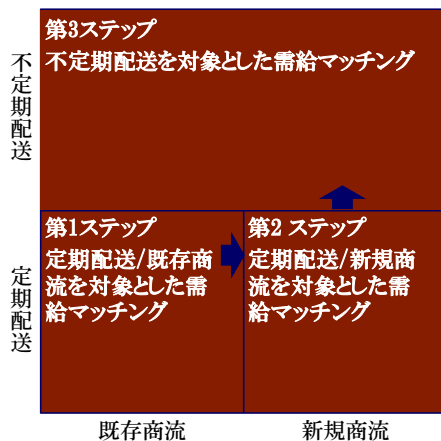 第3ステップ
不定期配送を対象とした需給マッチング
不定期配送
第1ステップ
定期配送/既存商
流を対象とした需
給マッチング
第2 ステップ
定期配送/新規商
流を対象とした需
給マッチング
定期配送
既存商流
新規商流